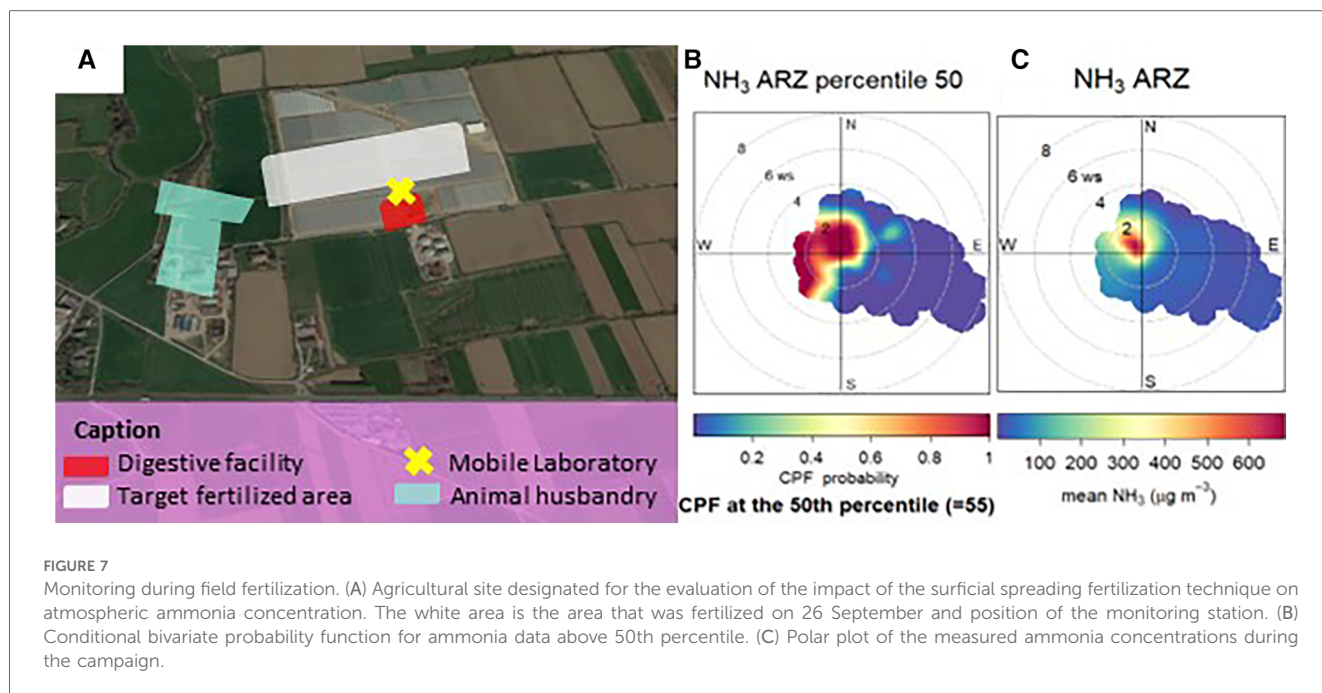 A
Caption
Digestive facility
Mobile Laboratory
Target fertilized area
Animal husbandry
B
NH₃ ARZ percentile 50
N
8
6 ws
4
2
W
E
S
0.2 0.4 0.6 0.8 1
CPF probability
CPF at the 50th percentile (=55)
C
NH₃ ARZ
N
8
6 ws
4
2
W
E
S
100 200 300 400 500 600
mean NH₃ (µg m⁻³)
FIGURE 7
Monitoring during field fertilization. (A) Agricultural site designated for the evaluation of the impact of the surficial spreading fertilization technique on
atmospheric ammonia concentration. The white area is the area that was fertilized on 26 September and position of the monitoring station. (B)
Conditional bivariate probability function for ammonia data above 50th percentile. (C) Polar plot of the measured ammonia concentrations during
the campaign.